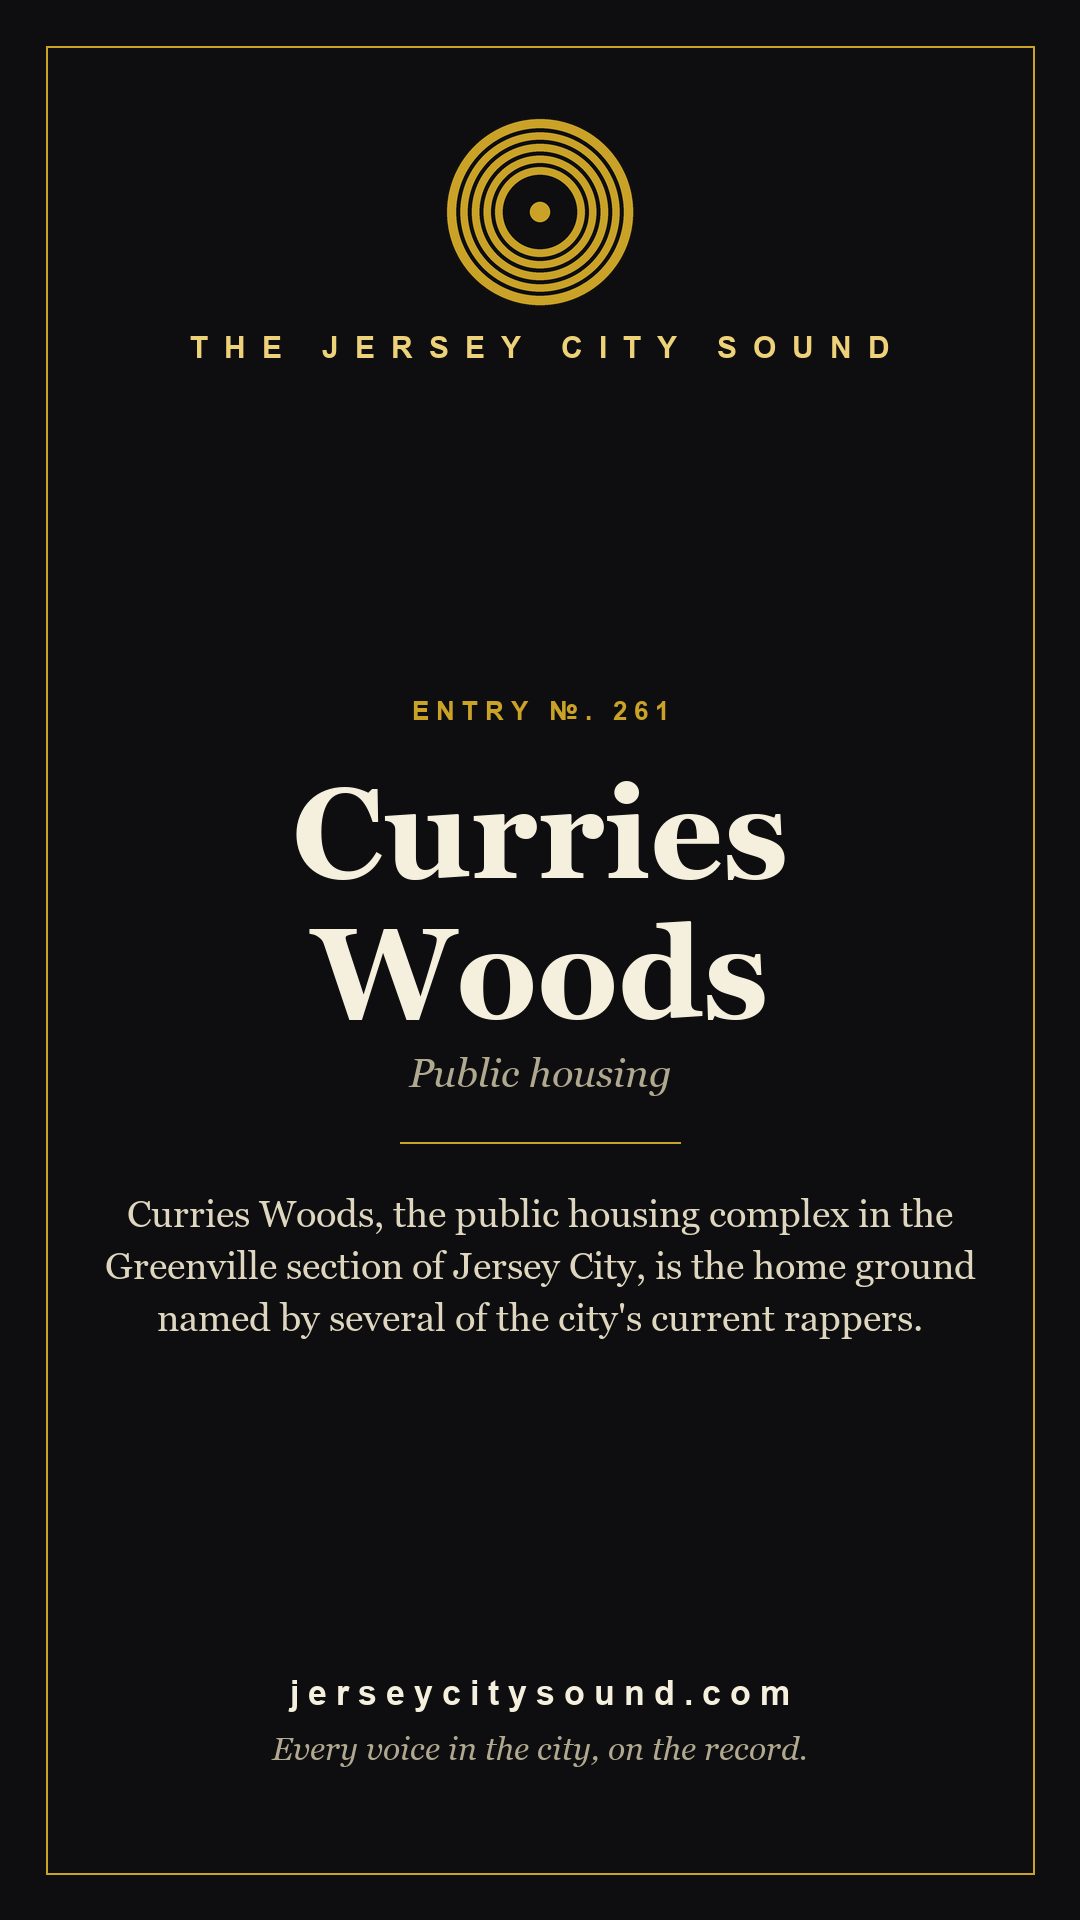 THE JERSEY CITY SOUND
ENTRY №. 261
Curries
Woods
Public housing
Curries Woods, the public housing complex in the
Greenville section of Jersey City, is the home ground
named by several of the city's current rappers.
jerseycitysound.com
Every voice in the city, on the record.